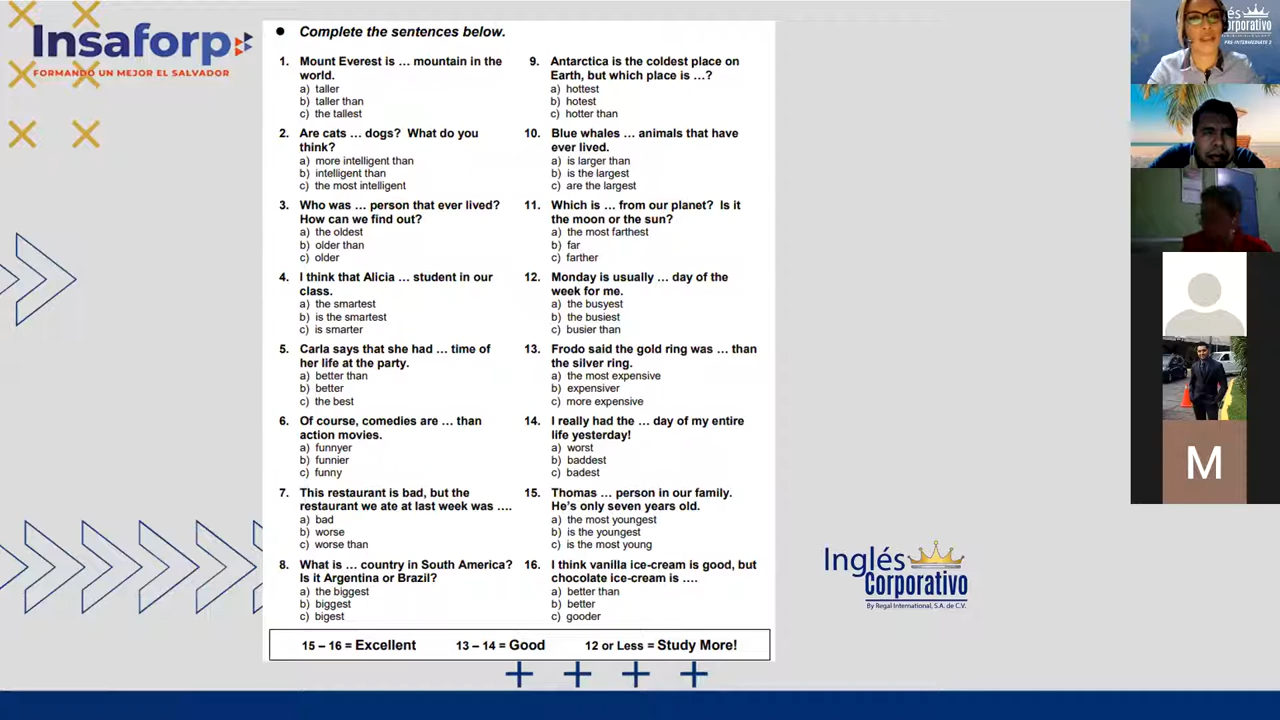 Insaforp
FORMANDO UN MEJOR EL SALVADOR
● Complete the sentences below.
1. Mount Everest is … mountain in the
world.
a) taller
b) taller than
c) the tallest
2. Are cats … dogs? What do you
think?
a) more intelligent than
b) intelligent than
c) the most intelligent
3. Who was … person that ever lived?
How can we find out?
a) the oldest
b) older than
c) older
4. I think that Alicia … student in our
class.
a) the smartest
b) is the smartest
c) is smarter
5. Carla says that she had … time of
her life at the party.
a) better than
b) better
c) the best
6. Of course, comedies are … than
action movies.
a) funnyer
b) funnier
c) funny
7. This restaurant is bad, but the
restaurant we ate at last week was ….
a) bad
b) worse
c) worse than
8. What is … country in South America?
Is it Argentina or Brazil?
a) the biggest
b) biggest
c) bigest
9. Antarctica is the coldest place on
Earth, but which place is …?
a) hottest
b) hotest
c) hotter than
10. Blue whales … animals that have
ever lived.
a) is larger than
b) is the largest
c) are the largest
11. Which is … from our planet? Is it
the moon or the sun?
a) the most farthest
b) far
c) farther
12. Monday is usually … day of the
week for me.
a) the busyest
b) the busiest
c) busier than
13. Frodo said the gold ring was … than
the silver ring.
a) the most expensive
b) expensiver
c) more expensive
14. I really had the … day of my entire
life yesterday!
a) worst
b) baddest
c) badest
15. Thomas … person in our family.
He's only seven years old.
a) the most youngest
b) is the youngest
c) is the most young
16. I think vanilla ice-cream is good, but
chocolate ice-cream is ….
a) better than
b) better
c) gooder
15 – 16 = Excellent 13 – 14 = Good 12 or Less = Study More!
Inglés
Corporativo
By Regal International, S.A. de C.V.
és
orporativo
PRE INTERMEDIATE 2
M